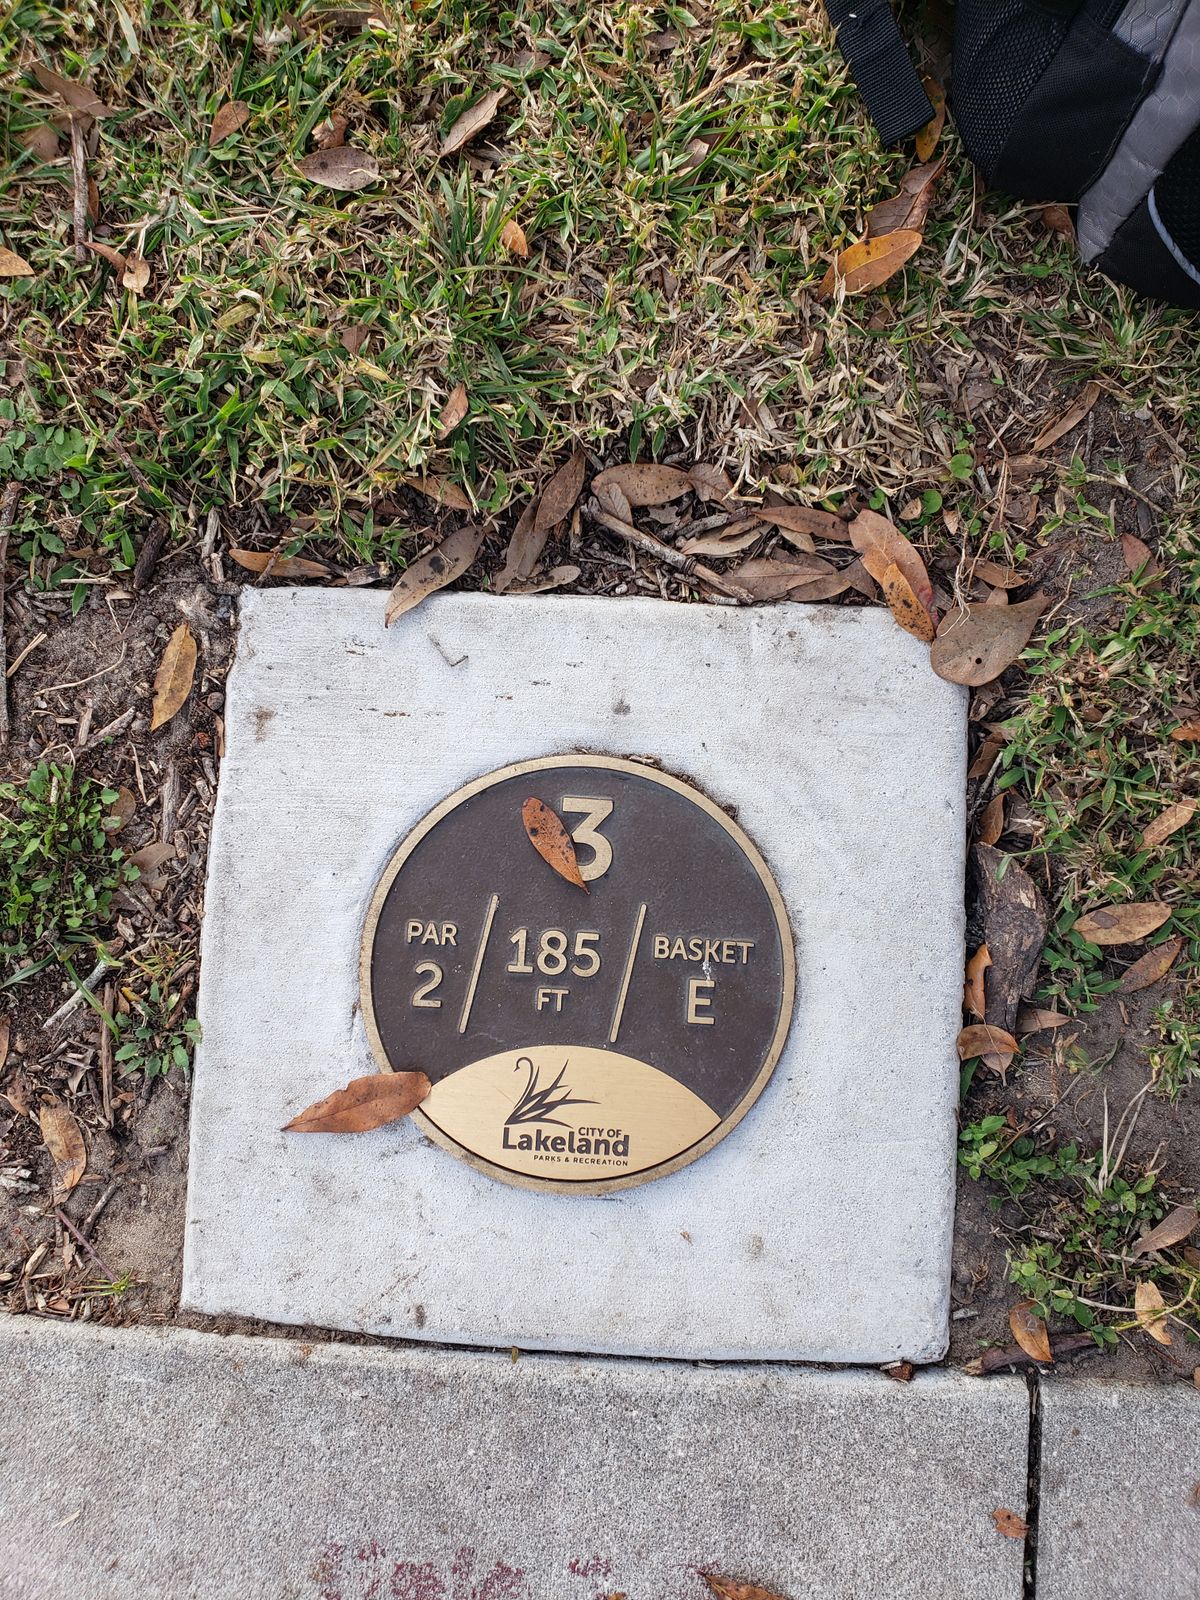 3
PAR
2
185
FT
BASKET
E
CITY OF
Lakeland
PARKS & RECREATION